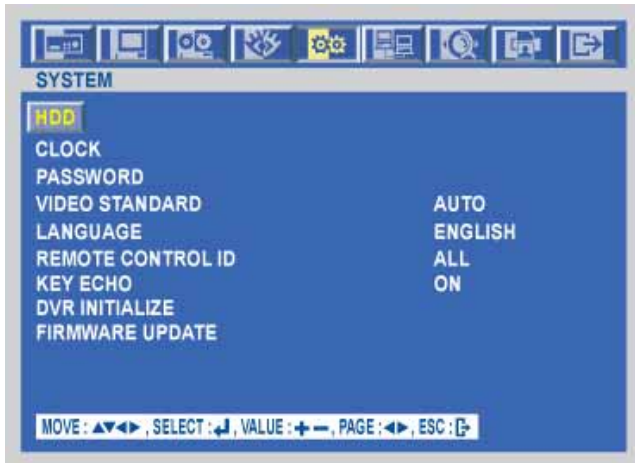 SYSTEM
HDD
CLOCK
PASSWORD
VIDEO STANDARD AUTO
LANGUAGE ENGLISH
REMOTE CONTROL ID ALL
KEY ECHO ON
DVR INITIALIZE
FIRMWARE UPDATE
MOVE : ▲▼◀▶ , SELECT : ↵ , VALUE : + − , PAGE : ◀▶ , ESC :